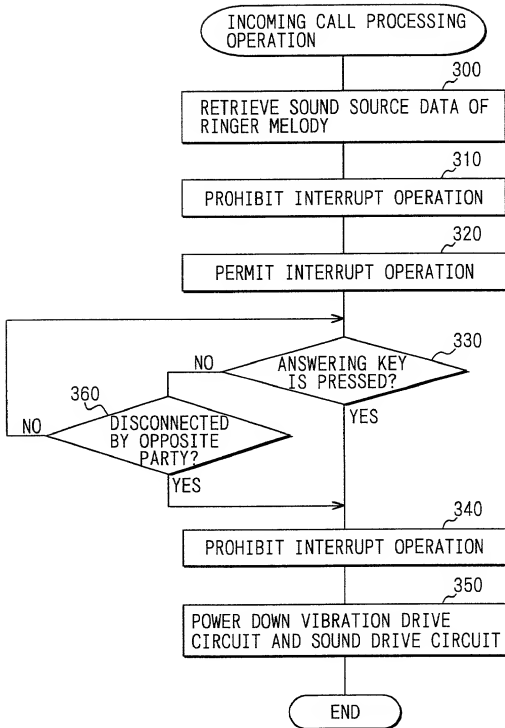 INCOMING CALL PROCESSING
OPERATION
300
RETRIEVE SOUND SOURCE DATA OF
RINGER MELODY
310
PROHIBIT INTERRUPT OPERATION
320
PERMIT INTERRUPT OPERATION
330
NO
ANSWERING KEY
IS PRESSED?
YES
360
NO
DISCONNECTED
BY OPPOSITE
PARTY?
YES
340
PROHIBIT INTERRUPT OPERATION
350
POWER DOWN VIBRATION DRIVE
CIRCUIT AND SOUND DRIVE CIRCUIT
END